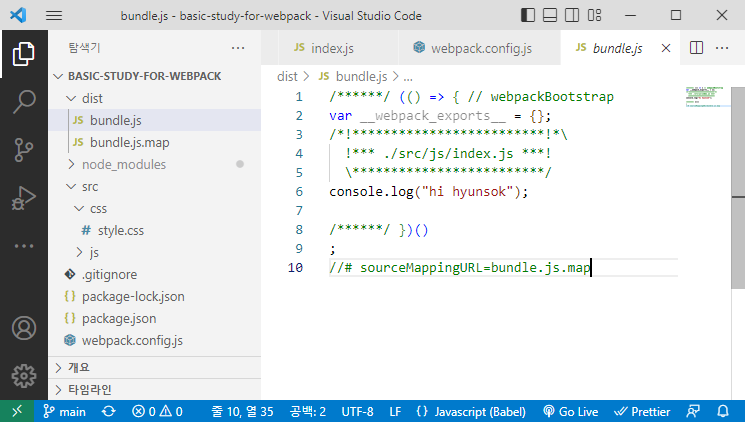 bundle.js - basic-study-for-webpack - Visual Studio Code
탐색기
BASIC-STUDY-FOR-WEBPACK
dist
JS bundle.js
JS bundle.js.map
node_modules
src
css
# style.css
js
.gitignore
package-lock.json
package.json
webpack.config.js
개요
타임라인
JS index.js
webpack.config.js
JS bundle.js
dist > JS bundle.js > ...
1 /******/ (() => { // webpackBootstrap
2 var __webpack_exports__ = {};
3 /*!*************************!*\
4 !*** ./src/js/index.js ***!
5 \*************************/
6 console.log("hi hyunsok");
7
8 /******/ })()
9 ;
10 //# sourceMappingURL=bundle.js.map
main 0 0 줄 10, 열 35 공백: 2 UTF-8 LF {} Javascript (Babel) Go Live Prettier